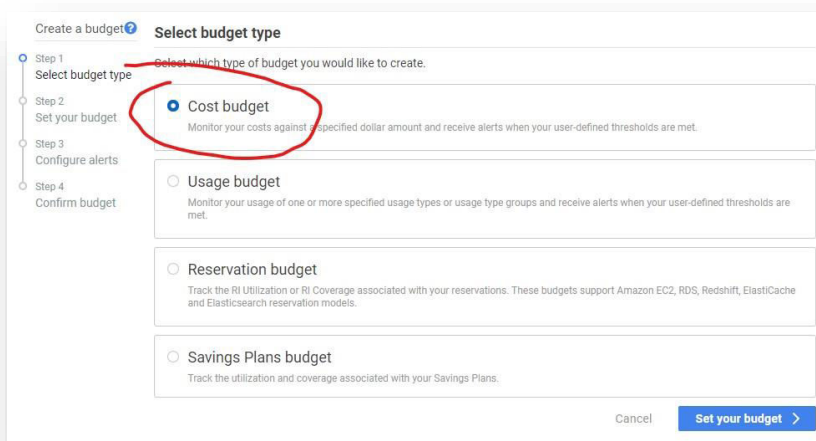 Create a budget?
Select budget type
Step 1
Select budget type
Step 2
Set your budget
Step 3
Configure alerts
Step 4
Confirm budget
Select which type of budget you would like to create.
Cost budget
Monitor your costs against a specified dollar amount and receive alerts when your user-defined thresholds are met.
Usage budget
Monitor your usage of one or more specified usage types or usage type groups and receive alerts when your user-defined thresholds are
met.
Reservation budget
Track the RI Utilization or RI Coverage associated with your reservations. These budgets support Amazon EC2, RDS, Redshift, ElastiCache
and Elasticsearch reservation models.
Savings Plans budget
Track the utilization and coverage associated with your Savings Plans.
Cancel
Set your budget